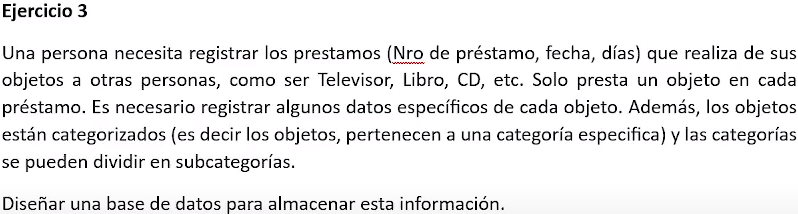 Ejercicio 3
Una persona necesita registrar los prestamos (Nro de préstamo, fecha, días) que realiza de sus
objetos a otras personas, como ser Televisor, Libro, CD, etc. Solo presta un objeto en cada
préstamo. Es necesario registrar algunos datos específicos de cada objeto. Además, los objetos
están categorizados (es decir los objetos, pertenecen a una categoría especifica) y las categorías
se pueden dividir en subcategorías.
Diseñar una base de datos para almacenar esta información.